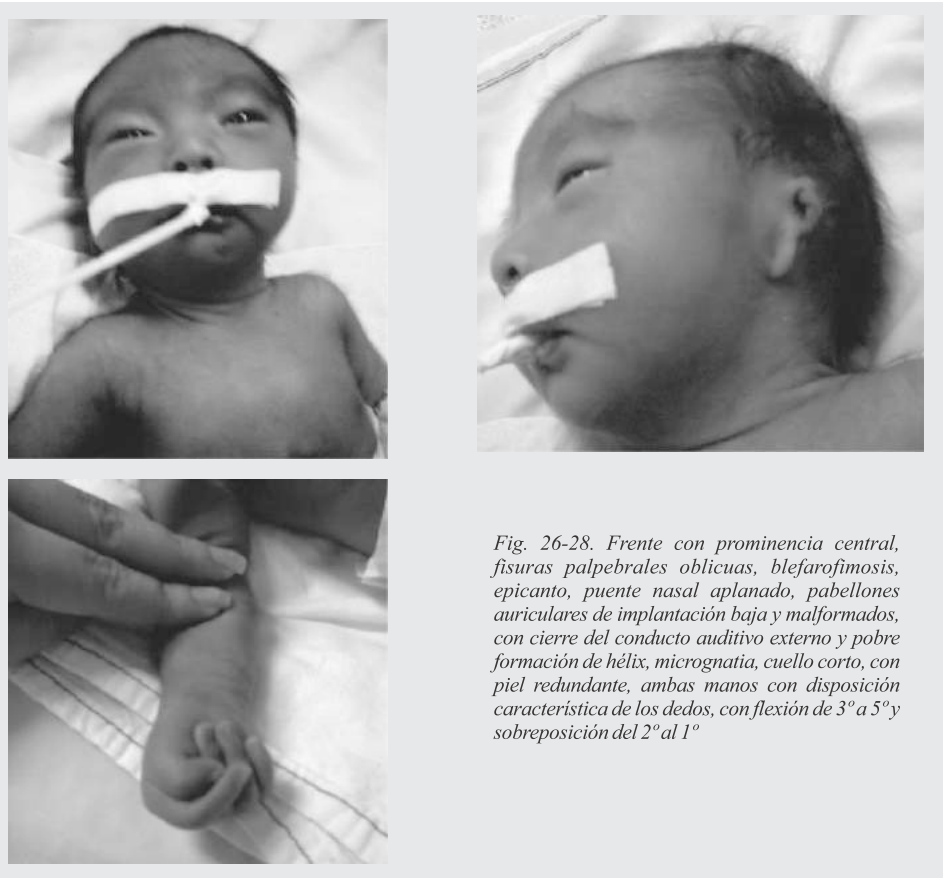 Fig. 26-28. Frente con prominencia central,
fisuras palpebrales oblicuas, blefarofimosis,
epicanto, puente nasal aplanado, pabellones
auriculares de implantación baja y malformados,
con cierre del conducto auditivo externo y pobre
formación de hélix, micrognatia, cuello corto, con
piel redundante, ambas manos con disposición
característica de los dedos, con flexión de 3º a 5º y
sobreposición del 2º al 1º